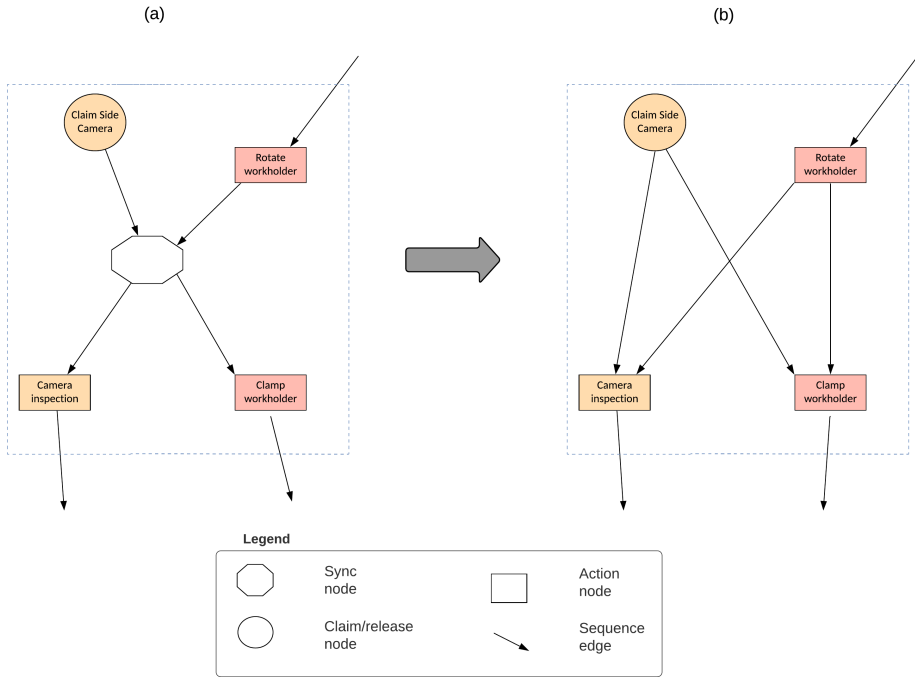 (a)
(b)
Claim Side
Camera
Rotate
workholder
Camera
inspection
Clamp
workholder
Claim Side
Camera
Rotate
workholder
Camera
inspection
Clamp
workholder
Legend
Sync
node
Action
node
Claim/release
node
Sequence
edge